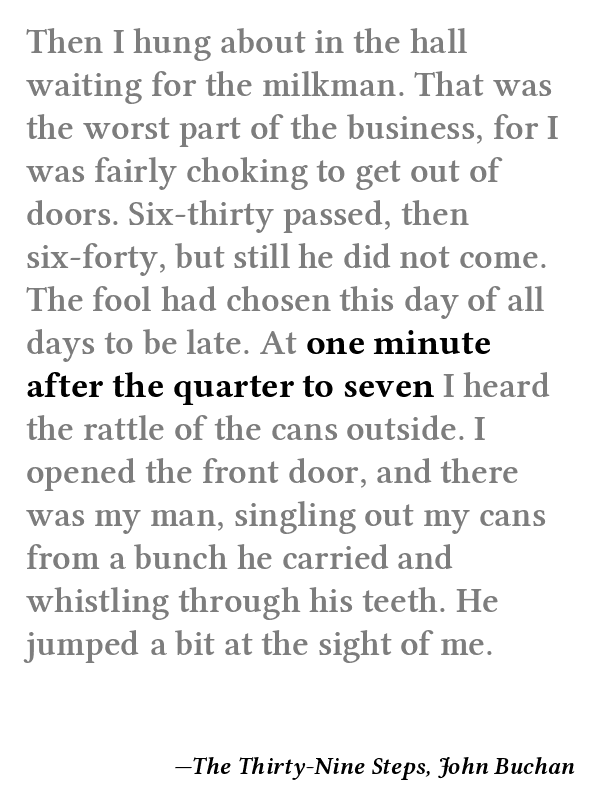 Then I hung about in the hall
waiting for the milkman. That was
the worst part of the business, for I
was fairly choking to get out of
doors. Six-thirty passed, then
six-forty, but still he did not come.
The fool had chosen this day of all
days to be late. At one minute
after the quarter to seven I heard
the rattle of the cans outside. I
opened the front door, and there
was my man, singling out my cans
from a bunch he carried and
whistling through his teeth. He
jumped a bit at the sight of me.
—The Thirty-Nine Steps, John Buchan